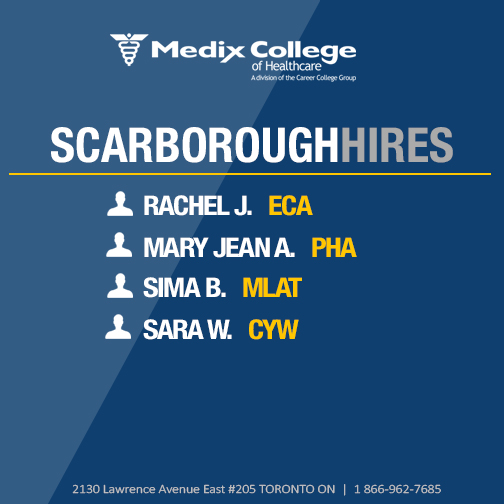 Medix College
of Healthcare
A division of the Career College Group
SCARBOROUGHHIRES
RACHEL J. ECA
MARY JEAN A. PHA
SIMA B. MLAT
SARA W. CYW
2130 Lawrence Avenue East #205 TORONTO ON | 1 866-962-7685